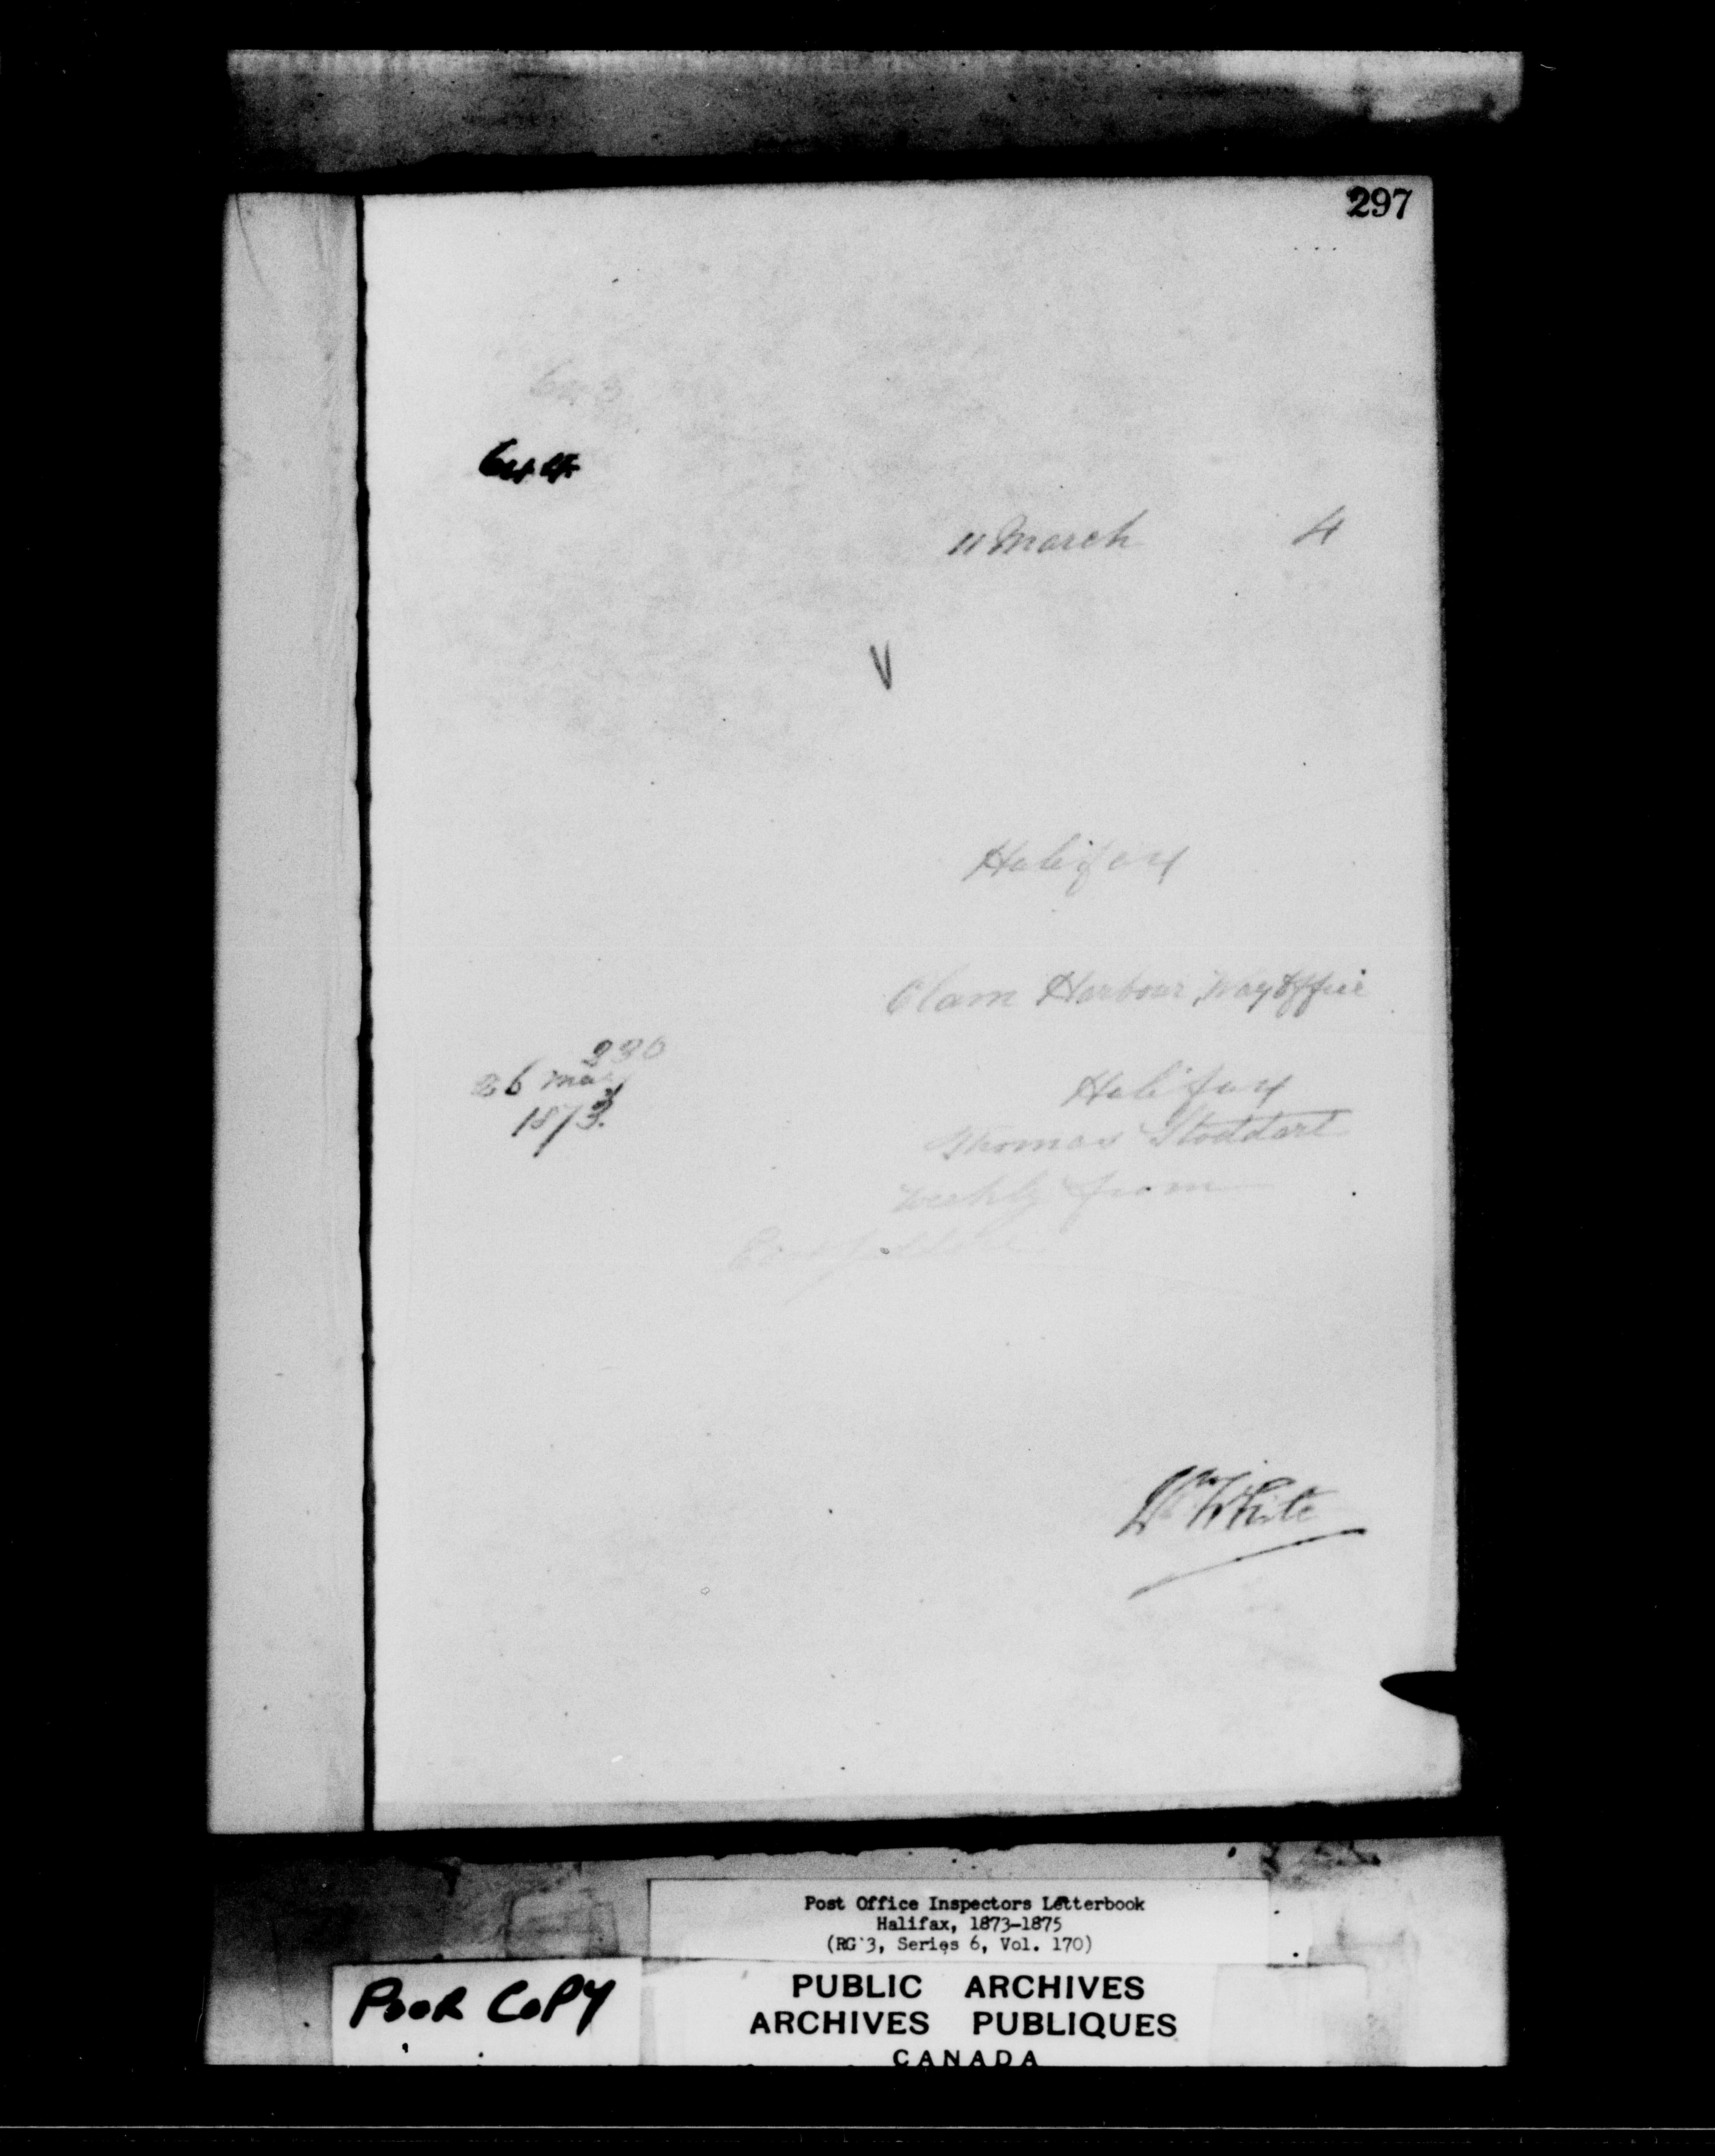 297
11 March 4
V
Halifax
Clam Harbour, Way Office
230
26 May
1873.
Halifax
Thomas Stoddart
weekly from
Wm White
Post Office Inspectors Letterbook
Halifax, 1873-1875
(RG 3, Series 6, Vol. 170)
POOR COPY
PUBLIC ARCHIVES
ARCHIVES PUBLIQUES
CANADA